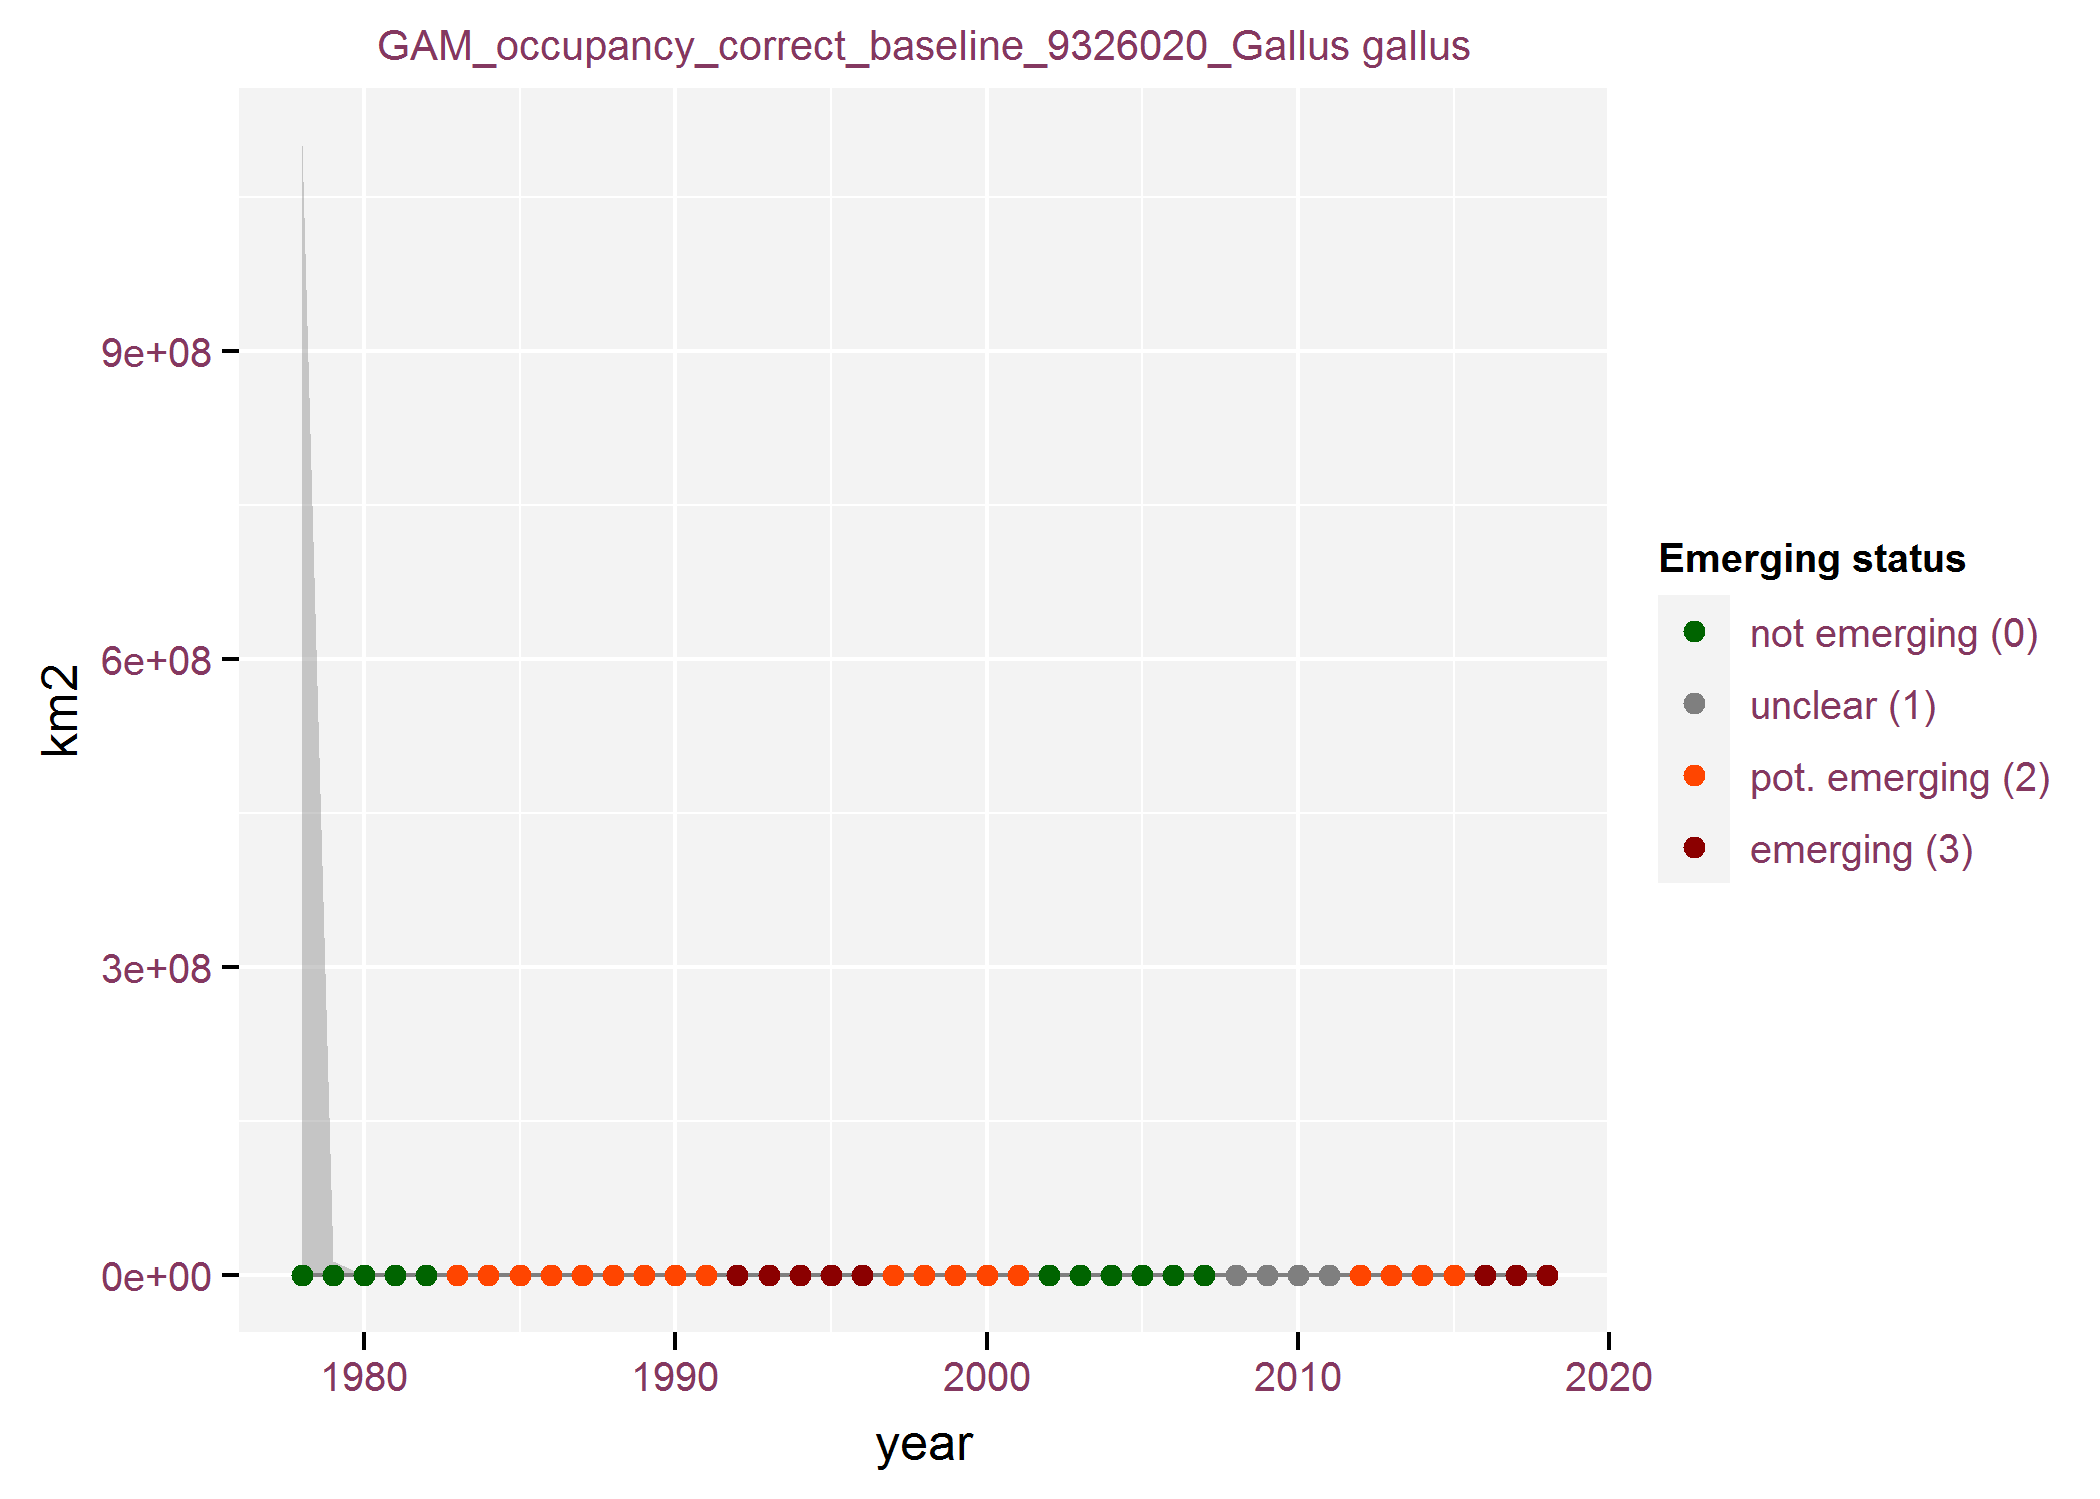 GAM_occupancy_correct_baseline_9326020_Gallus gallus
km2
9e+08
6e+08
3e+08
0e+00
1980 1990 2000 2010 2020
year
Emerging status
not emerging (0)
unclear (1)
pot. emerging (2)
emerging (3)